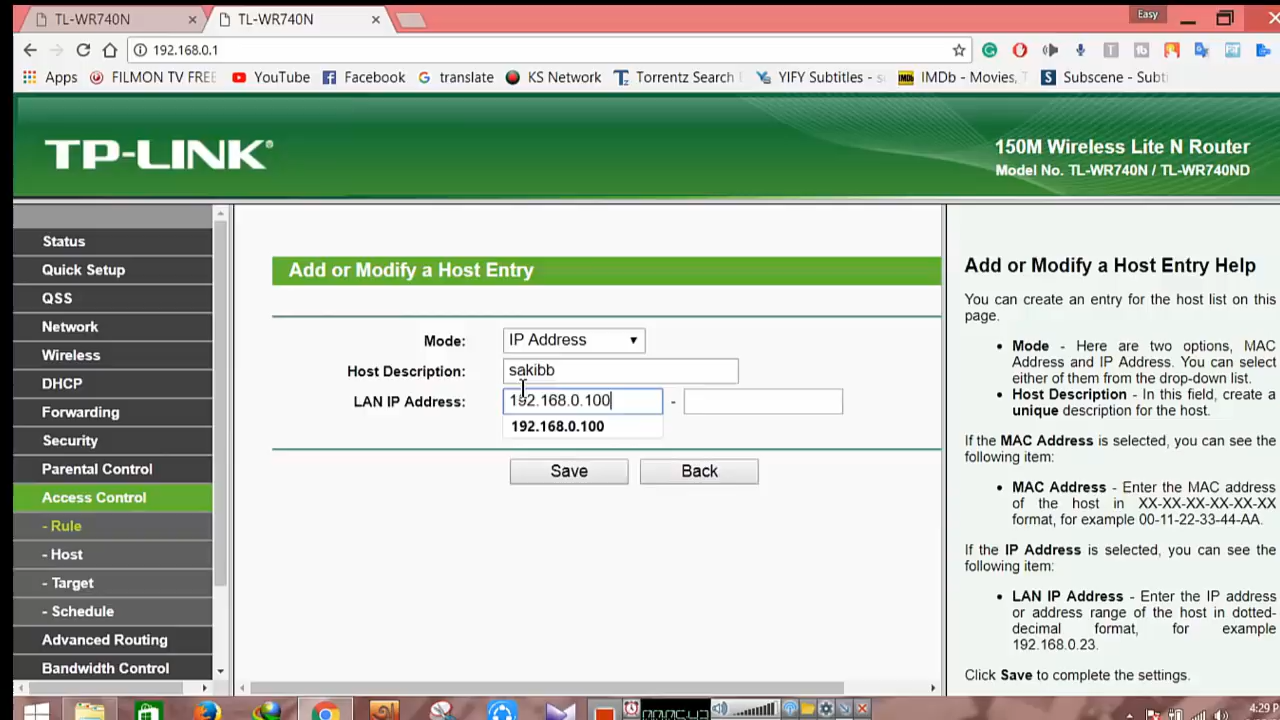 TL-WR740N
TL-WR740N
Easy
192.168.0.1
Apps FILMON TV FREE YouTube Facebook translate KS Network Torrentz Search YIFY Subtitles - IMDb - Movies, Subscene - Subt
TP-LINK®
150M Wireless Lite N Router
Model No. TL-WR740N / TL-WR740ND
Status
Quick Setup
QSS
Network
Wireless
DHCP
Forwarding
Security
Parental Control
Access Control
- Rule
- Host
- Target
- Schedule
Advanced Routing
Bandwidth Control
Add or Modify a Host Entry
Mode: IP Address
Host Description: sakibb
LAN IP Address: 192.168.0.100 -
192.168.0.100
Save Back
Add or Modify a Host Entry Help
You can create an entry for the host list on this
page.
• Mode - Here are two options, MAC
Address and IP Address. You can select
either of them from the drop-down list.
• Host Description - In this field, create a
unique description for the host.
If the MAC Address is selected, you can see the
following item:
• MAC Address - Enter the MAC address
of the host in XX-XX-XX-XX-XX-XX
format, for example 00-11-22-33-44-AA.
If the IP Address is selected, you can see the
following item:
• LAN IP Address - Enter the IP address
or address range of the host in dotted-
decimal format, for example
192.168.0.23.
Click Save to complete the settings.
4:29 P